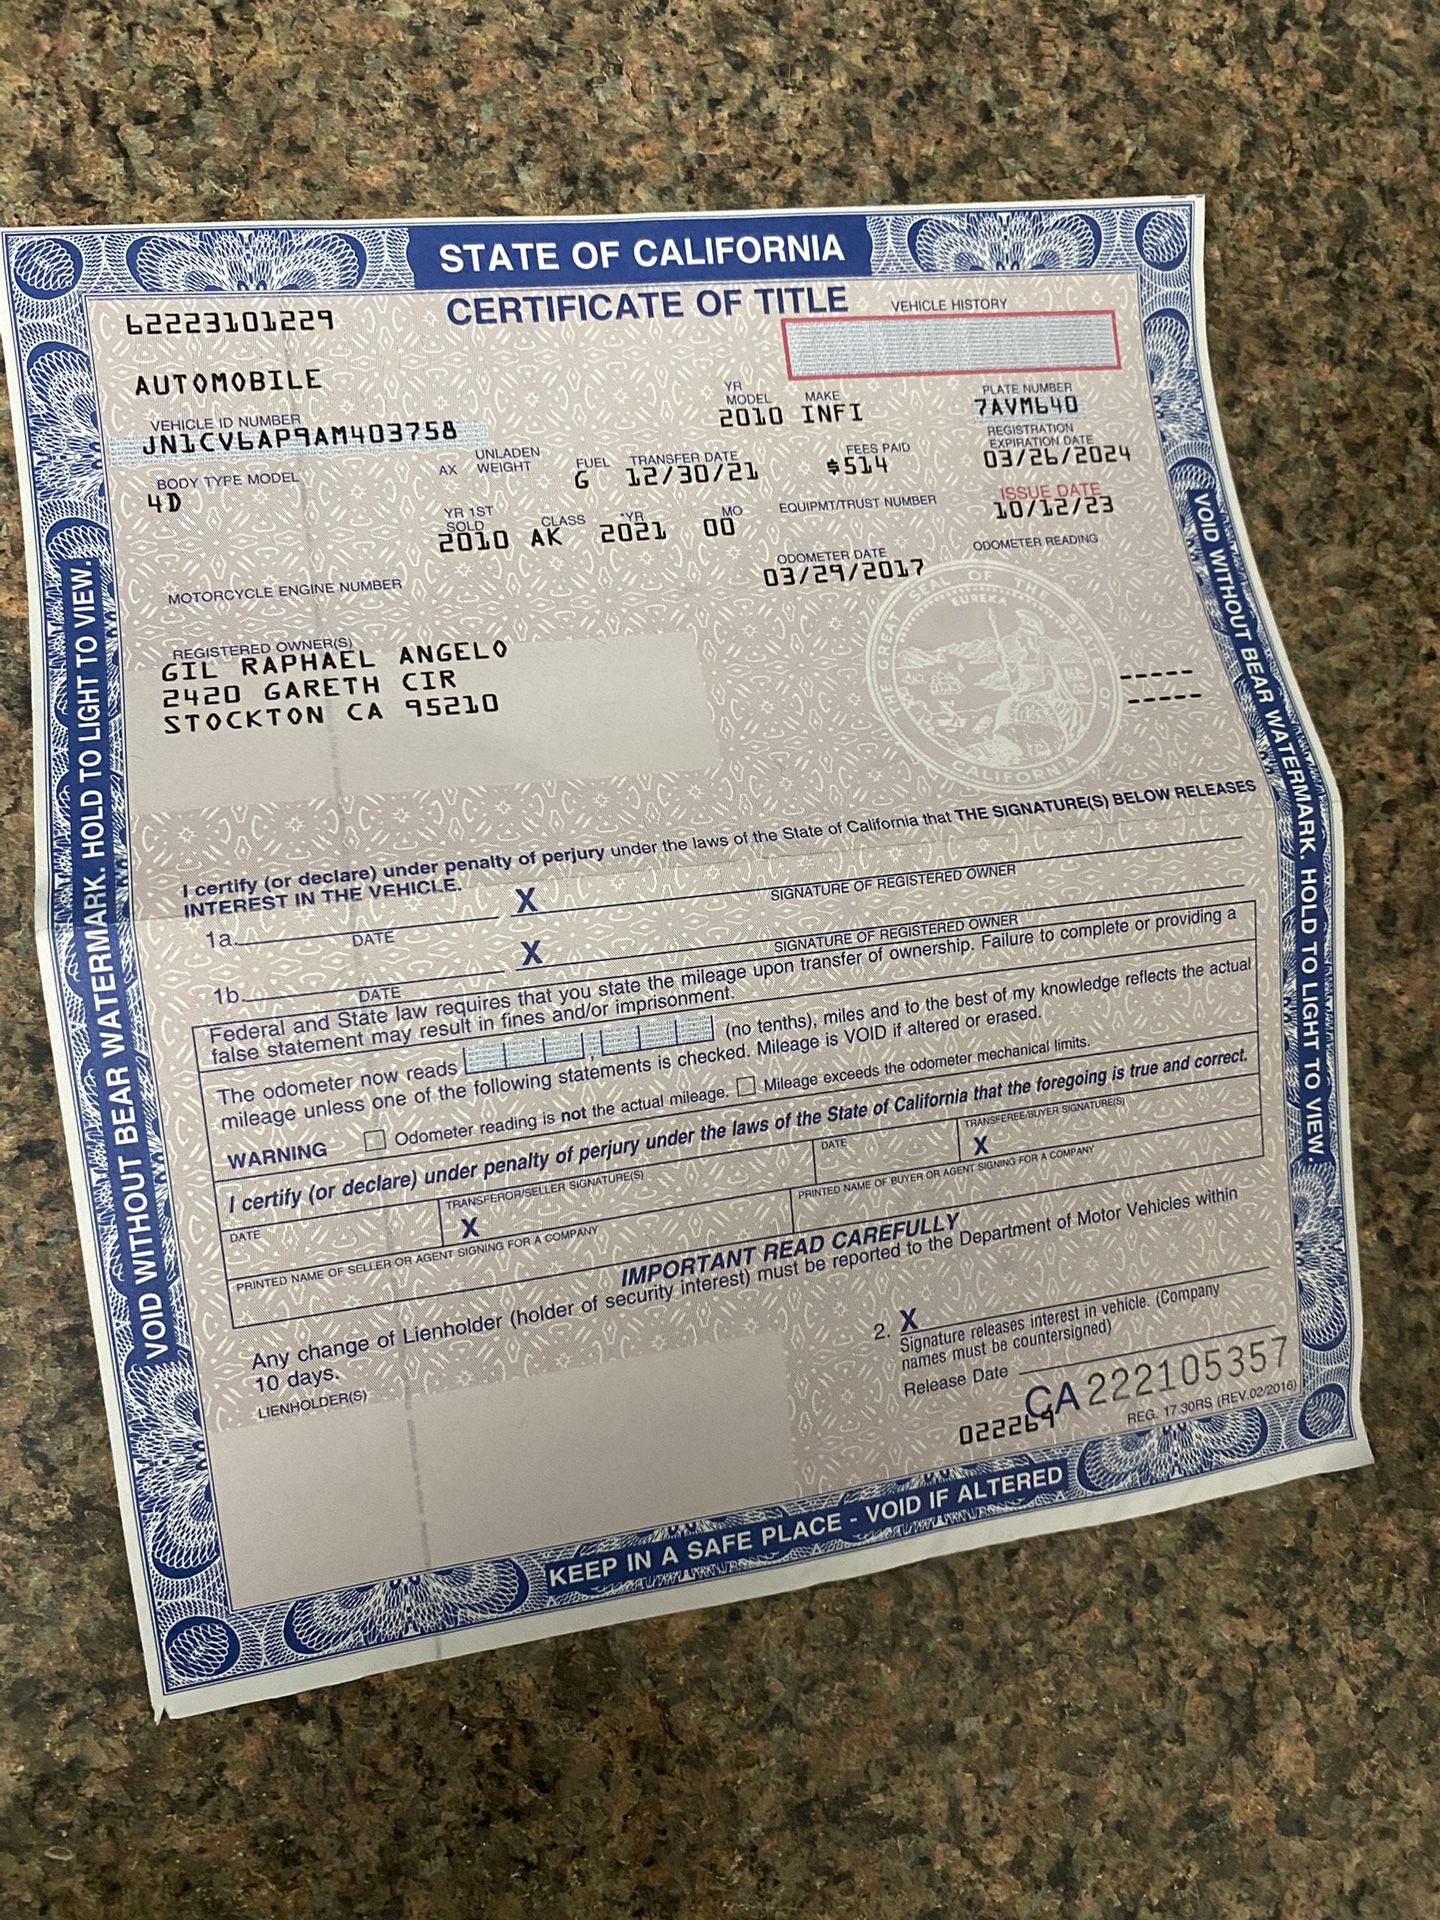 STATE OF CALIFORNIA
CERTIFICATE OF TITLE
VEHICLE HISTORY
62223101229
AUTOMOBILE
VEHICLE ID NUMBER
JN1CV6AP9AM403758
YR MODEL
2010
MAKE
INFI
PLATE NUMBER
7AVM640
BODY TYPE MODEL
4D
AX
UNLADEN WEIGHT
FUEL
G
TRANSFER DATE
12/30/21
FEES PAID
$514
REGISTRATION EXPIRATION DATE
03/26/2024
YR 1ST SOLD
2010
CLASS
AK
*YR
2021
MO
00
EQUIPMT/TRUST NUMBER
ISSUE DATE
10/12/23
MOTORCYCLE ENGINE NUMBER
ODOMETER DATE
03/29/2017
ODOMETER READING
REGISTERED OWNER(S)
GIL RAPHAEL ANGELO
2420 GARETH CIR
STOCKTON CA 95210
GREAT SEAL OF THE STATE OF CALIFORNIA
EUREKA
-----
-----
I certify (or declare) under penalty of perjury under the laws of the State of California that THE SIGNATURE(S) BELOW RELEASES
INTEREST IN THE VEHICLE.
1a. DATE X SIGNATURE OF REGISTERED OWNER
1b. DATE X SIGNATURE OF REGISTERED OWNER
Federal and State law requires that you state the mileage upon transfer of ownership. Failure to complete or providing a
false statement may result in fines and/or imprisonment.
The odometer now reads , (no tenths), miles and to the best of my knowledge reflects the actual
mileage unless one of the following statements is checked. Mileage is VOID if altered or erased.
WARNING Odometer reading is not the actual mileage. Mileage exceeds the odometer mechanical limits.
I certify (or declare) under penalty of perjury under the laws of the State of California that the foregoing is true and correct.
DATE
TRANSFEROR/SELLER SIGNATURE(S)
X
DATE
TRANSFEREE/BUYER SIGNATURE(S)
X
PRINTED NAME OF SELLER OR AGENT SIGNING FOR A COMPANY
PRINTED NAME OF BUYER OR AGENT SIGNING FOR A COMPANY
IMPORTANT READ CAREFULLY
Any change of Lienholder (holder of security interest) must be reported to the Department of Motor Vehicles within
10 days.
LIENHOLDER(S)
2. X
Signature releases interest in vehicle. (Company
names must be countersigned)
Release Date
CA222105357
022269
REG. 17.30RS (REV.02/2016)
KEEP IN A SAFE PLACE - VOID IF ALTERED
VOID WITHOUT BEAR WATERMARK. HOLD TO LIGHT TO VIEW.
VOID WITHOUT BEAR WATERMARK. HOLD TO LIGHT TO VIEW.